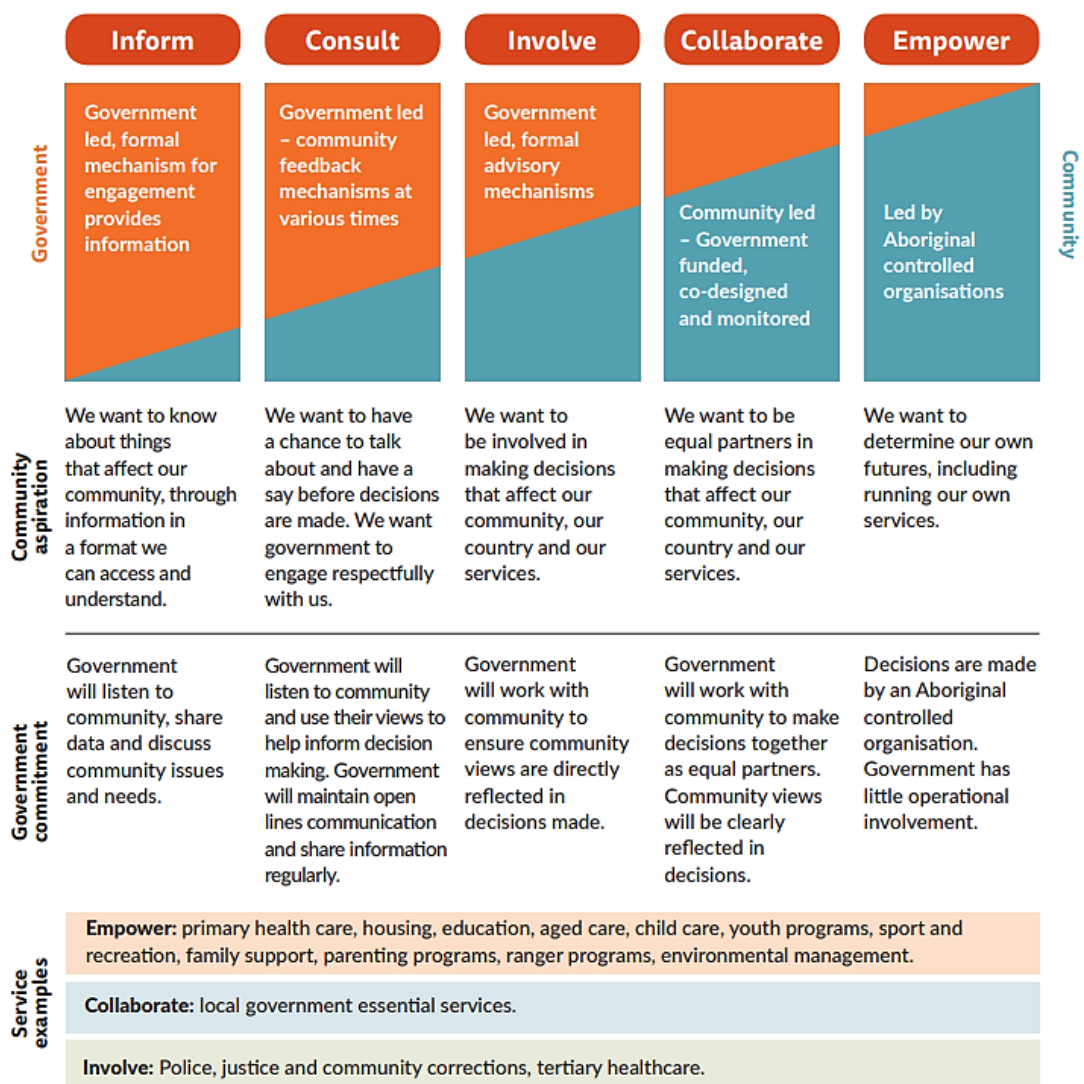 Inform
Consult
Involve
Collaborate
Empower
Government
Government
led, formal
mechanism for
engagement
provides
information
Government led
– community
feedback
mechanisms at
various times
Government
led, formal
advisory
mechanisms
Community led
– Government
funded,
co-designed
and monitored
Led by
Aboriginal
controlled
organisations
Community
Community
aspiration
We want to know
about things
that affect our
community, through
information in
a format we
can access and
understand.
We want to have
a chance to talk
about and have a
say before decisions
are made. We want
government to
engage respectfully
with us.
We want to
be involved in
making decisions
that affect our
community, our
country and our
services.
We want to be
equal partners in
making decisions
that affect our
community, our
country and our
services.
We want to
determine our own
futures, including
running our own
services.
Government
commitment
Government
will listen to
community, share
data and discuss
community issues
and needs.
Government will
listen to community
and use their views to
help inform decision
making. Government
will maintain open
lines communication
and share information
regularly.
Government
will work with
community to
ensure community
views are directly
reflected in
decisions made.
Government
will work with
community to make
decisions together
as equal partners.
Community views
will be clearly
reflected in
decisions.
Decisions are made
by an Aboriginal
controlled
organisation.
Government has
little operational
involvement.
Service
examples
Empower: primary health care, housing, education, aged care, child care, youth programs, sport and
recreation, family support, parenting programs, ranger programs, environmental management.
Collaborate: local government essential services.
Involve: Police, justice and community corrections, tertiary healthcare.